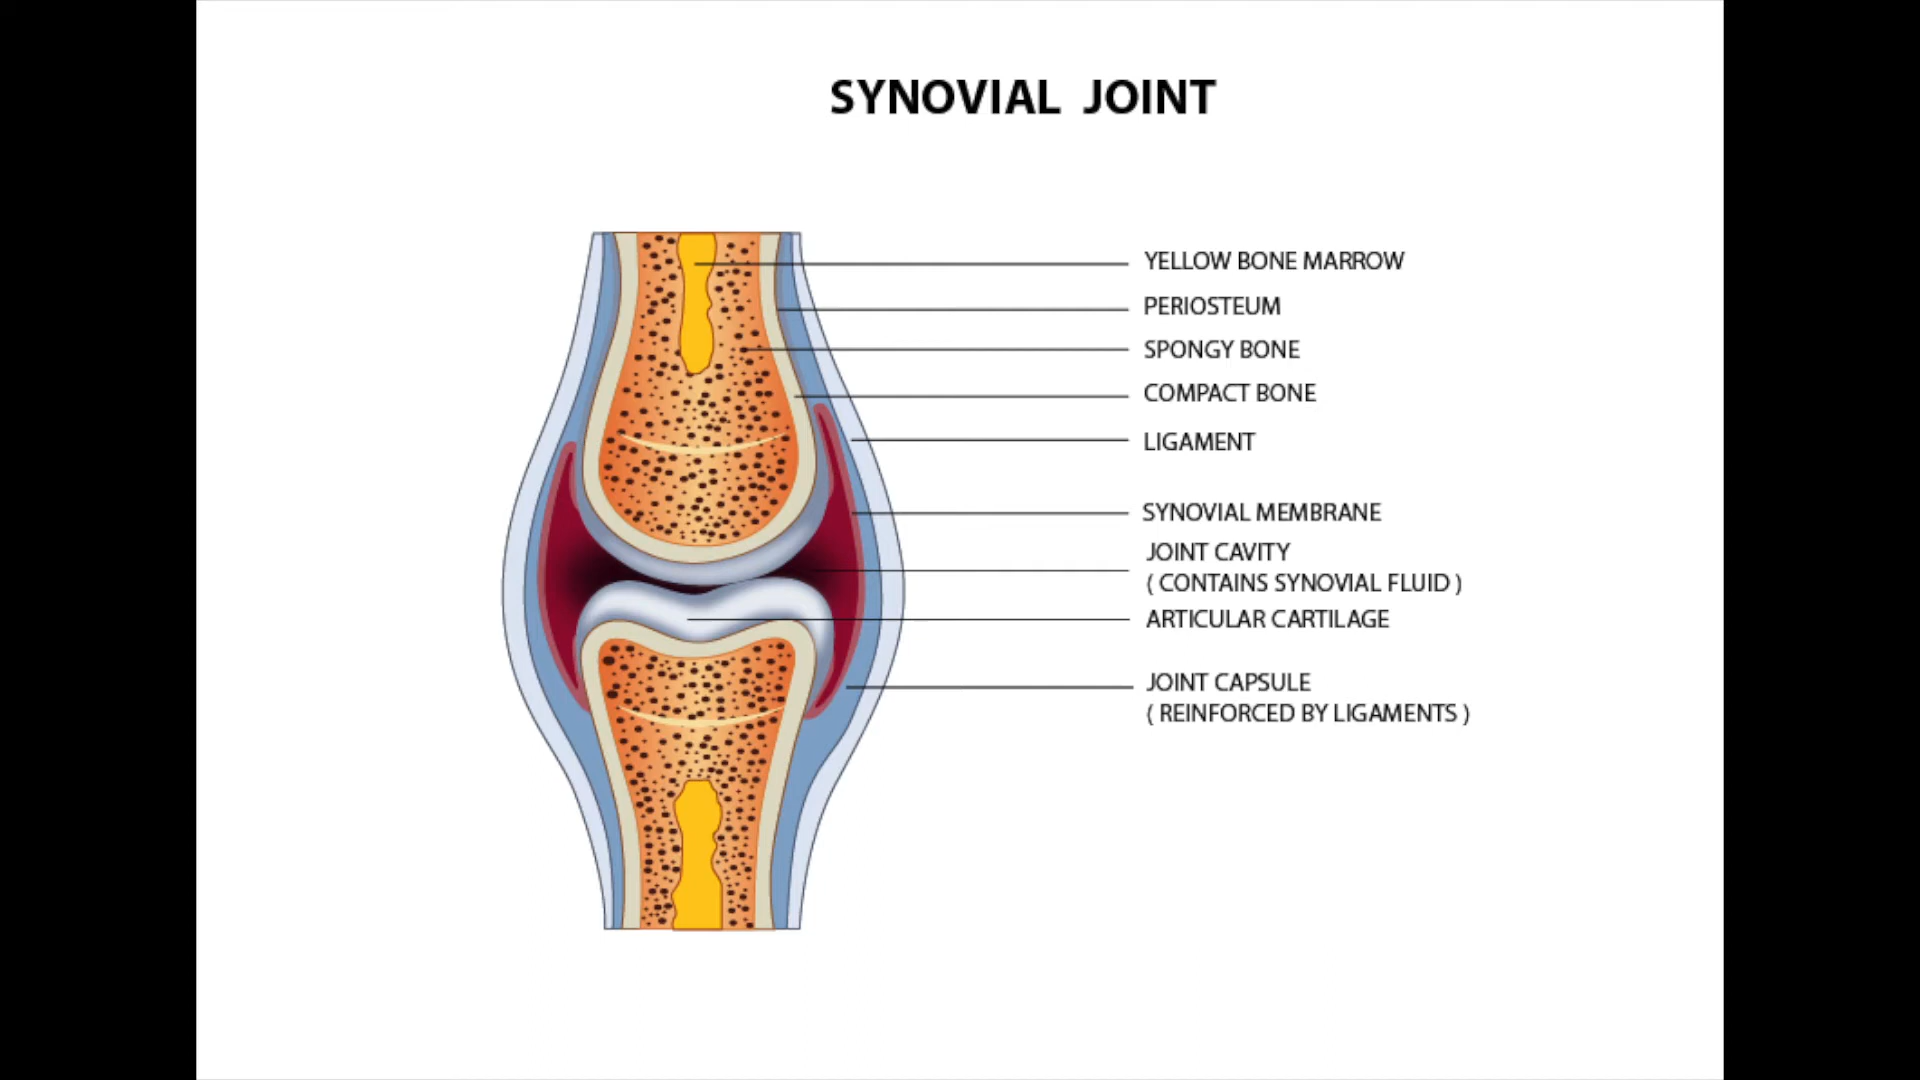 SYNOVIAL JOINT
YELLOW BONE MARROW
PERIOSTEUM
SPONGY BONE
COMPACT BONE
LIGAMENT
SYNOVIAL MEMBRANE
JOINT CAVITY
( CONTAINS SYNOVIAL FLUID )
ARTICULAR CARTILAGE
JOINT CAPSULE
( REINFORCED BY LIGAMENTS )